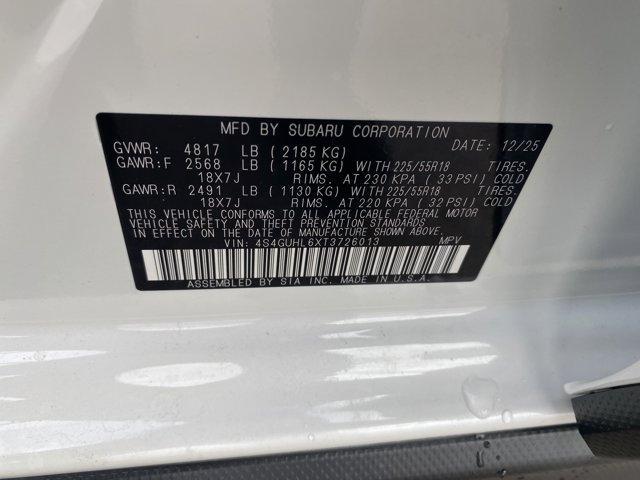 MFD BY SUBARU CORPORATION DATE: 12/25
GVWR: 4817 LB (2185 KG)
GAWR:F 2568 LB (1165 KG) WITH 225/55R18 TIRES.
18X7J RIMS. AT 230 KPA (33 PSI) COLD
GAWR:R 2491 LB (1130 KG) WITH 225/55R18 TIRES.
18X7J RIMS. AT 220 KPA (32 PSI) COLD
THIS VEHICLE CONFORMS TO ALL APPLICABLE FEDERAL MOTOR
VEHICLE SAFETY AND THEFT PREVENTION STANDARDS
IN EFFECT ON THE DATE OF MANUFACTURE SHOWN ABOVE.
VIN: 4S4GUHL6XT3726013 MPV
ASSEMBLED BY SIA INC. MADE IN U.S.A.